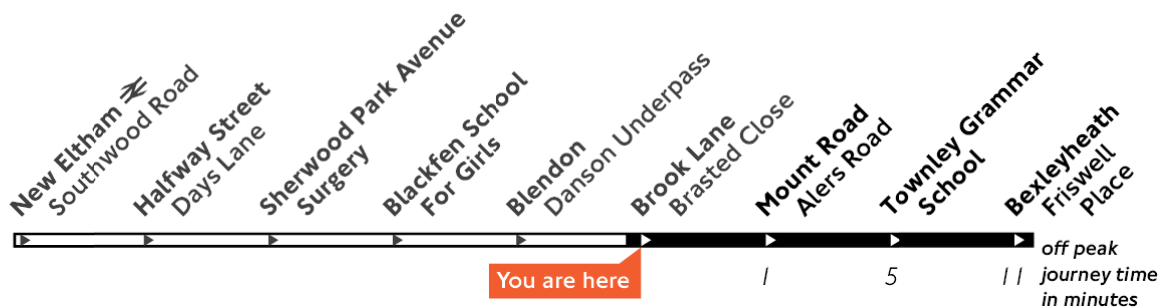 New Eltham
Southwood Road
Halfway Street
Days Lane
Sherwood Park Avenue
Surgery
Blackfen School
For Girls
Blendon
Danson Underpass
Brook Lane
Brasted Close
Mount Road
Alers Road
Townley Grammar
School
Bexleyheath
Friswell
Place
You are here
1
5
11
off peak
journey time
in minutes